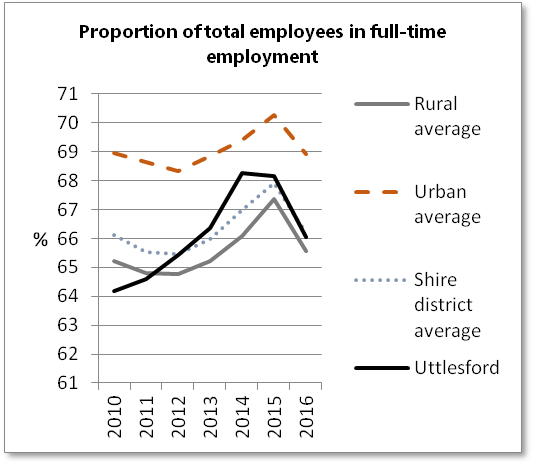 Proportion of total employees in full-time
employment
71
70
69
68
67
66
65
64
63
62
61
%
2010
2011
2012
2013
2014
2015
2016
Rural
average
Urban
average
Shire
district
average
Uttlesford